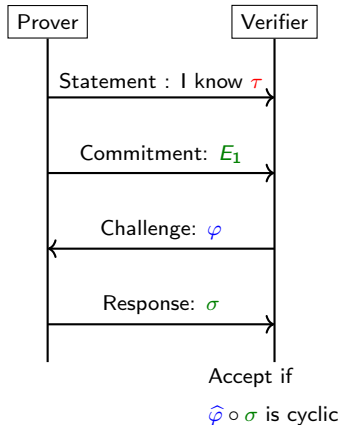 Prover
Verifier
Statement : I know τ
Commitment: E₁
Challenge: φ
Response: σ
Accept if
φ̂ ∘ σ is cyclic